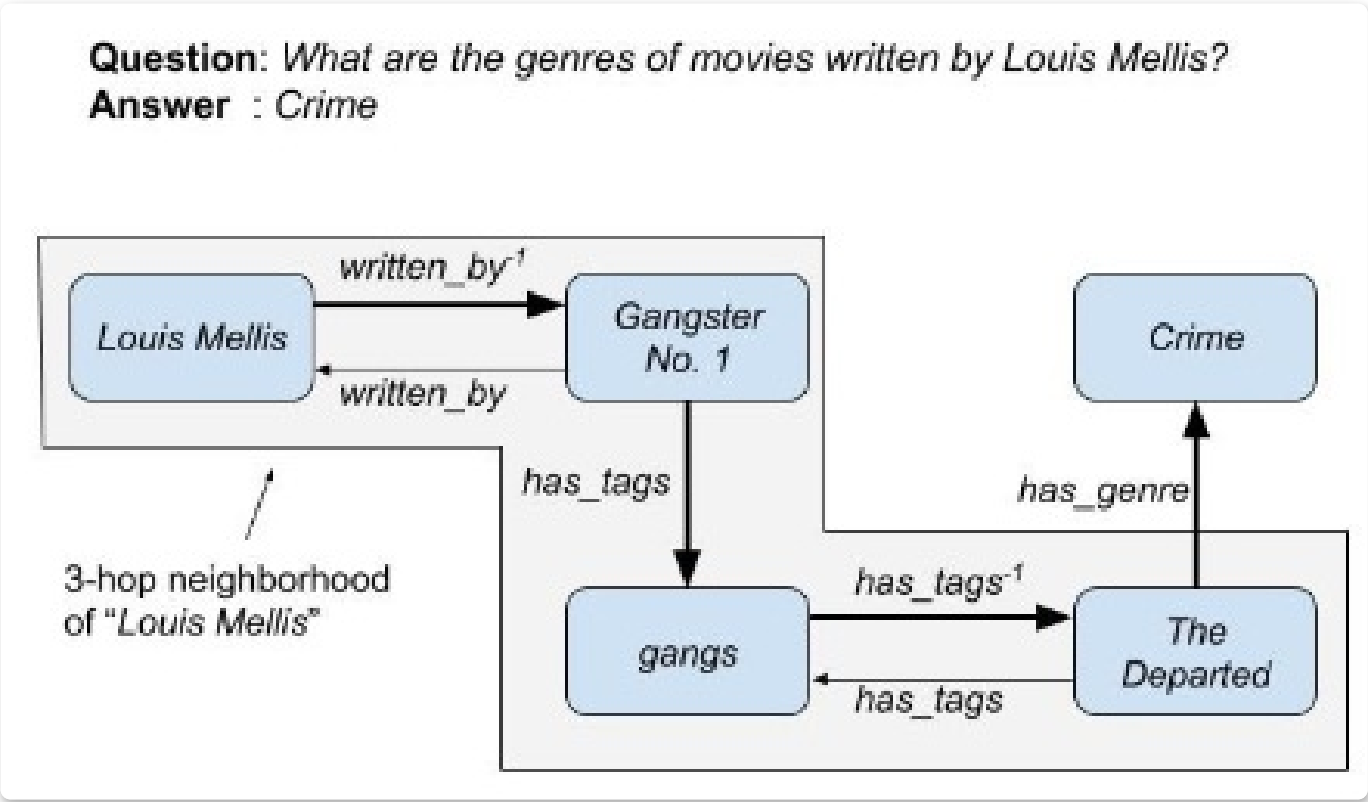 Question: What are the genres of movies written by Louis Mellis?
Answer : Crime
written_by-1
Louis Mellis
Gangster
No. 1
Crime
written_by
has_tags
has_genre
3-hop neighborhood
of “Louis Mellis”
has_tags-1
gangs
The
Departed
has_tags